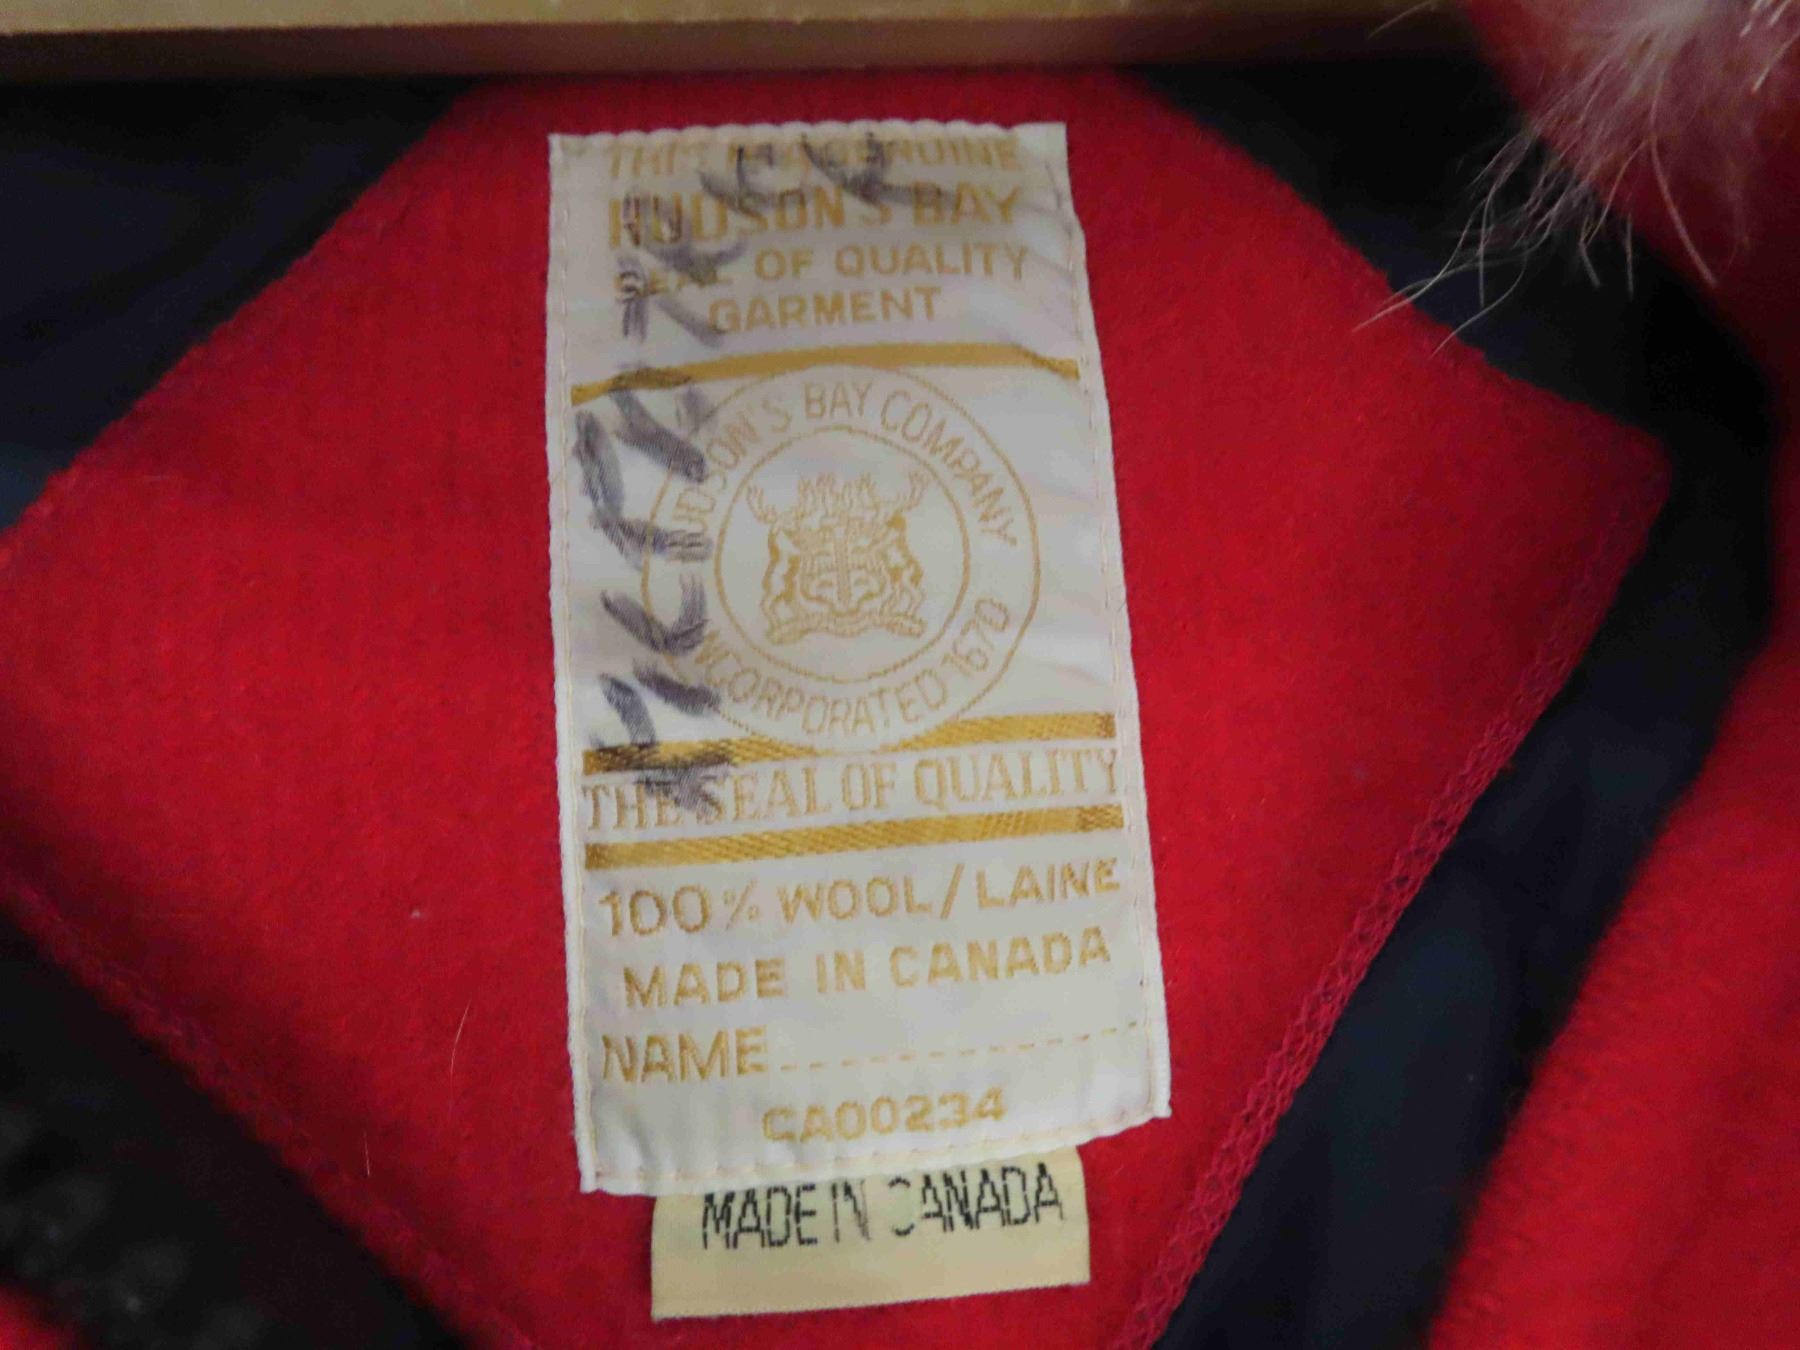 THIS IS A GENUINE
HUDSON'S BAY
SEAL OF QUALITY
GARMENT
HUDSON'S BAY COMPANY
INCORPORATED 1670
THE SEAL OF QUALITY
100% WOOL/LAINE
MADE IN CANADA
NAME
CA00234
MADE IN CANADA